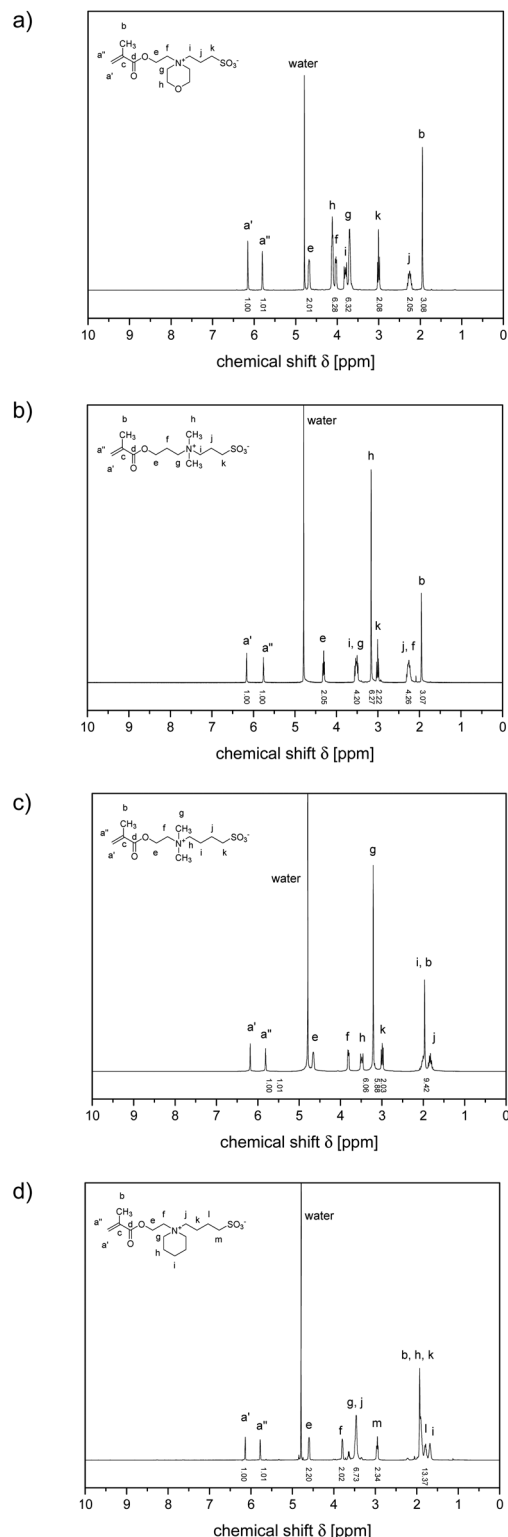 a)
b
CH₃
a"
a'
c
d
O
O
e
f
N⁺
g
h
O
i
j
k
SO₃⁻
water
a'
a"
e
h
f
i
g
k
j
b
1.00
1.01
2.01
6.28
6.32
2.08
2.05
3.08
10 9 8 7 6 5 4 3 2 1 0
chemical shift δ [ppm]
b)
b
CH₃
a"
a'
c
d
O
O
e
f
g
h
CH₃
N⁺
CH₃
i
j
k
SO₃⁻
water
a'
a"
e
i, g
h
k
j, f
b
1.00
1.00
2.05
4.20
6.27
2.22
4.26
3.07
10 9 8 7 6 5 4 3 2 1 0
chemical shift δ [ppm]
c)
b
CH₃
a"
a'
c
d
O
O
e
f
g
CH₃
N⁺
CH₃
h
i
j
k
SO₃⁻
water
a'
a"
e
f
h
g
k
i, b
j
1.00
1.01
6.06
5.88
2.03
9.42
10 9 8 7 6 5 4 3 2 1 0
chemical shift δ [ppm]
d)
b
CH₃
a"
a'
c
d
O
O
e
f
N⁺
g
h
i
j
k
l
m
SO₃⁻
water
a'
a"
e
f
g, j
m
b, h, k
l
i
1.00
1.01
2.20
2.02
6.73
2.34
13.37
10 9 8 7 6 5 4 3 2 1 0
chemical shift δ [ppm]